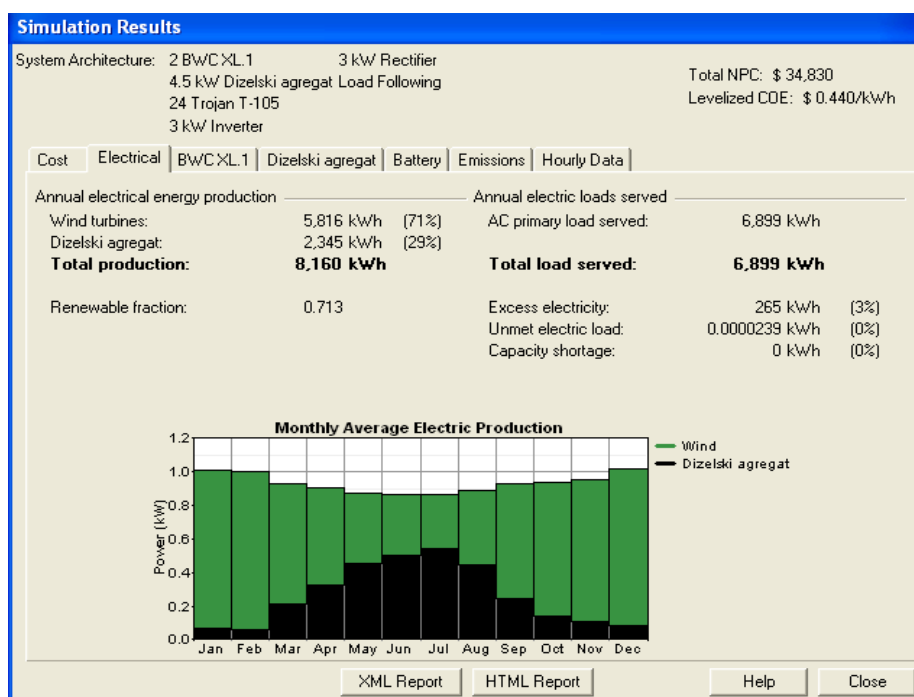 Simulation Results
System Architecture: 2 BWC XL.1 3 kW Rectifier
4.5 kW Dizelski agregat Load Following
24 Trojan T-105
3 kW Inverter
Total NPC: $ 34,830
Levelized COE: $ 0.440/kWh
Cost Electrical BWC XL.1 Dizelski agregat Battery Emissions Hourly Data
Annual electrical energy production
Wind turbines: 5,816 kWh (71%)
Dizelski agregat: 2,345 kWh (29%)
Total production: 8,160 kWh
Renewable fraction: 0.713
Annual electric loads served
AC primary load served: 6,899 kWh
Total load served: 6,899 kWh
Excess electricity: 265 kWh (3%)
Unmet electric load: 0.0000239 kWh (0%)
Capacity shortage: 0 kWh (0%)
Monthly Average Electric Production
Wind
Dizelski agregat
Power (kW)
1.2
1.0
0.8
0.6
0.4
0.2
0.0
Jan Feb Mar Apr May Jun Jul Aug Sep Oct Nov Dec
XML Report HTML Report Help Close